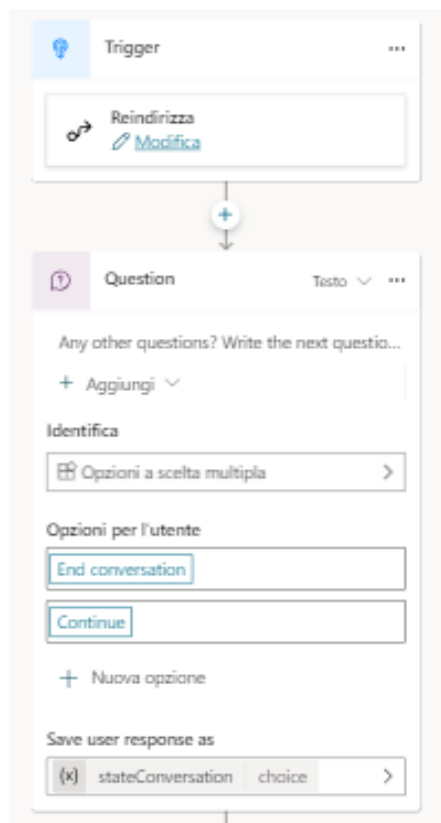 Trigger
Reindirizza
Modifica
Question Testo
Any other questions? Write the next questio...
+ Aggiungi
Identifica
Opzioni a scelta multipla
Opzioni per l'utente
End conversation
Continue
+ Nuova opzione
Save user response as
{x} stateConversation choice